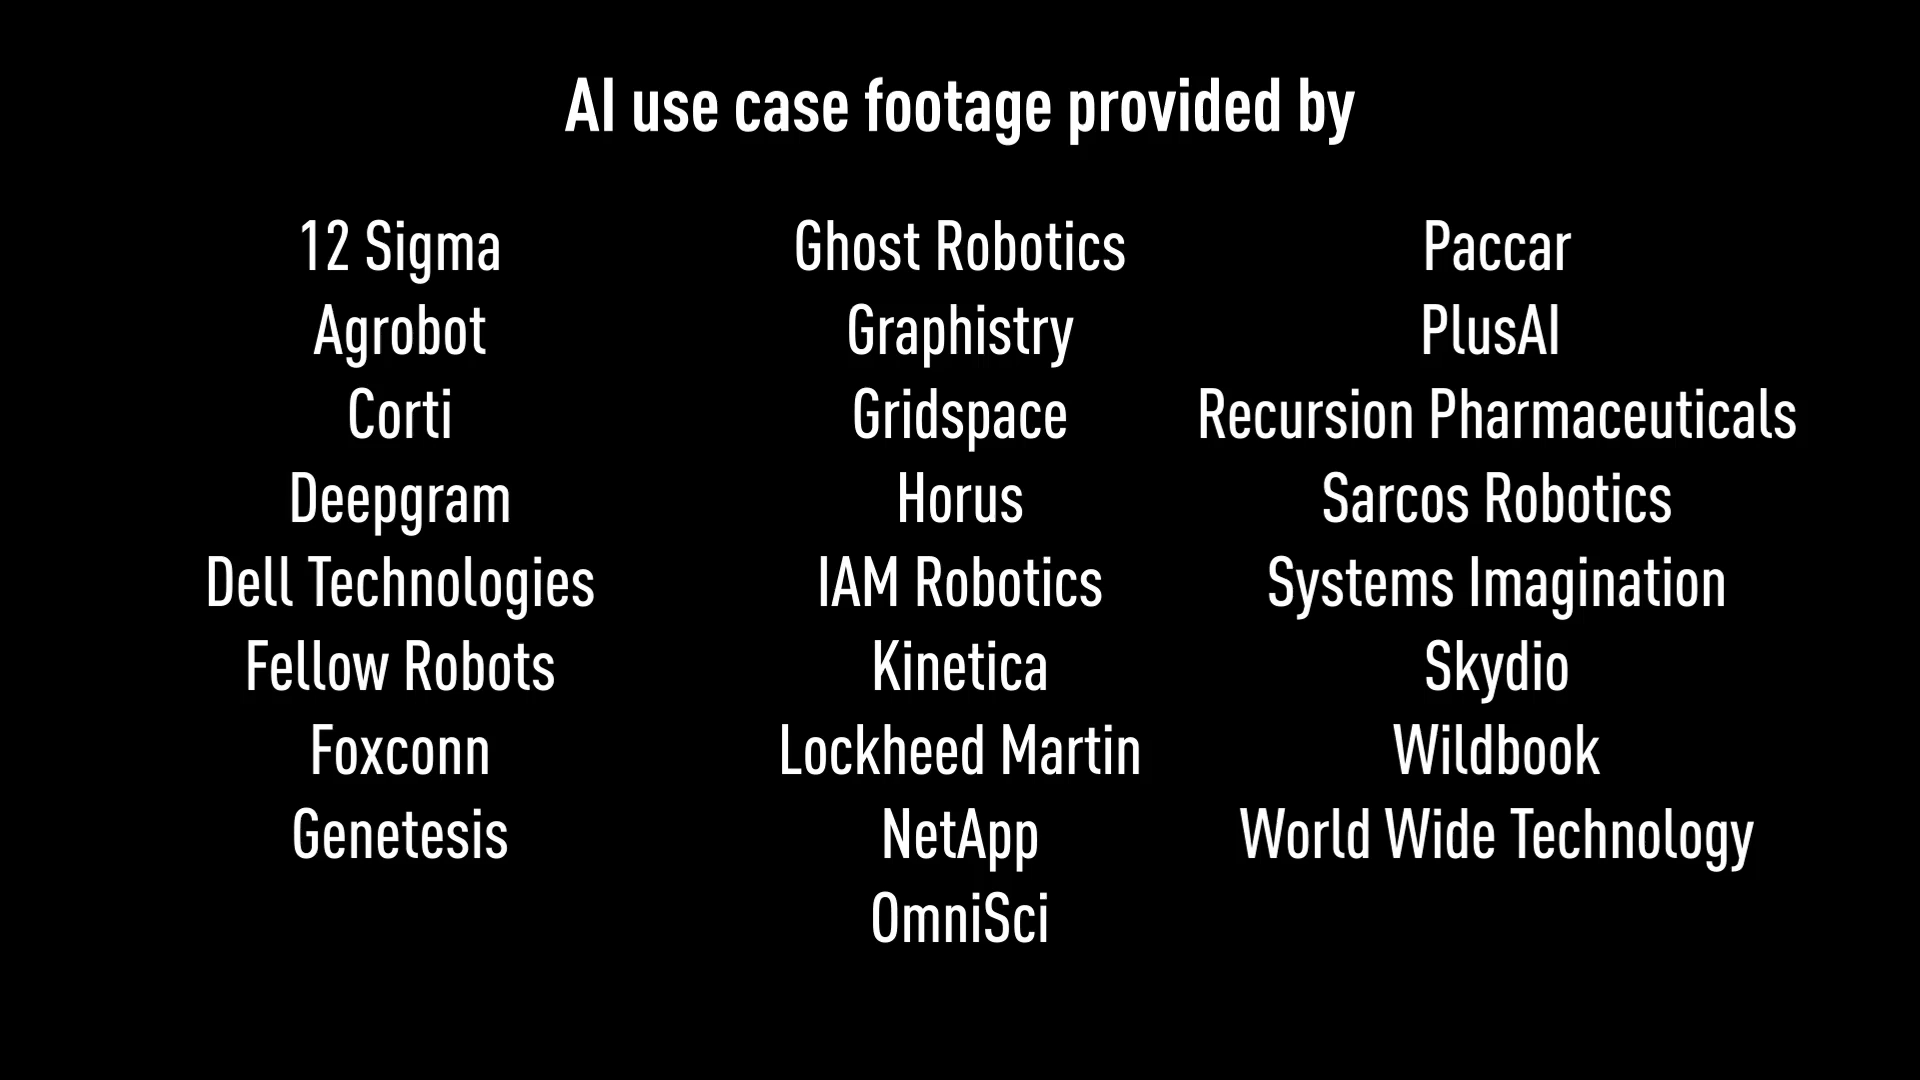 AI use case footage provided by
12 Sigma
Agrobot
Corti
Deepgram
Dell Technologies
Fellow Robots
Foxconn
Genetesis
Ghost Robotics
Graphistry
Gridspace
Horus
IAM Robotics
Kinetica
Lockheed Martin
NetApp
OmniSci
Paccar
PlusAI
Recursion Pharmaceuticals
Sarcos Robotics
Systems Imagination
Skydio
Wildbook
World Wide Technology